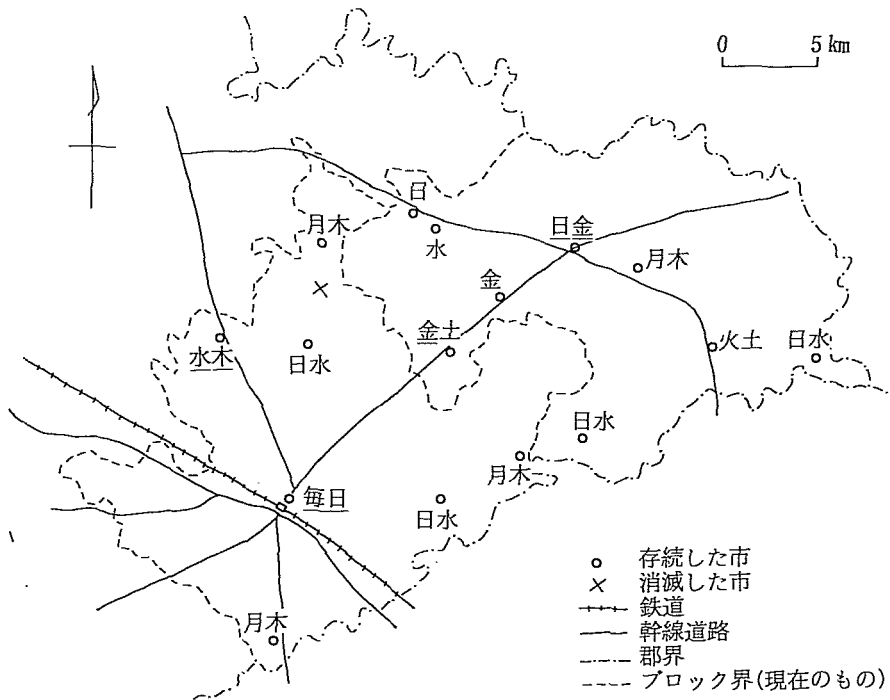 0 5 km
日
月木
水
日金
月木
金
水木
日水
金土
火土
日水
日水
月木
毎日
日水
月木
存続した市
消滅した市
鉄道
幹線道路
郡界
ブロック界(現在のもの)